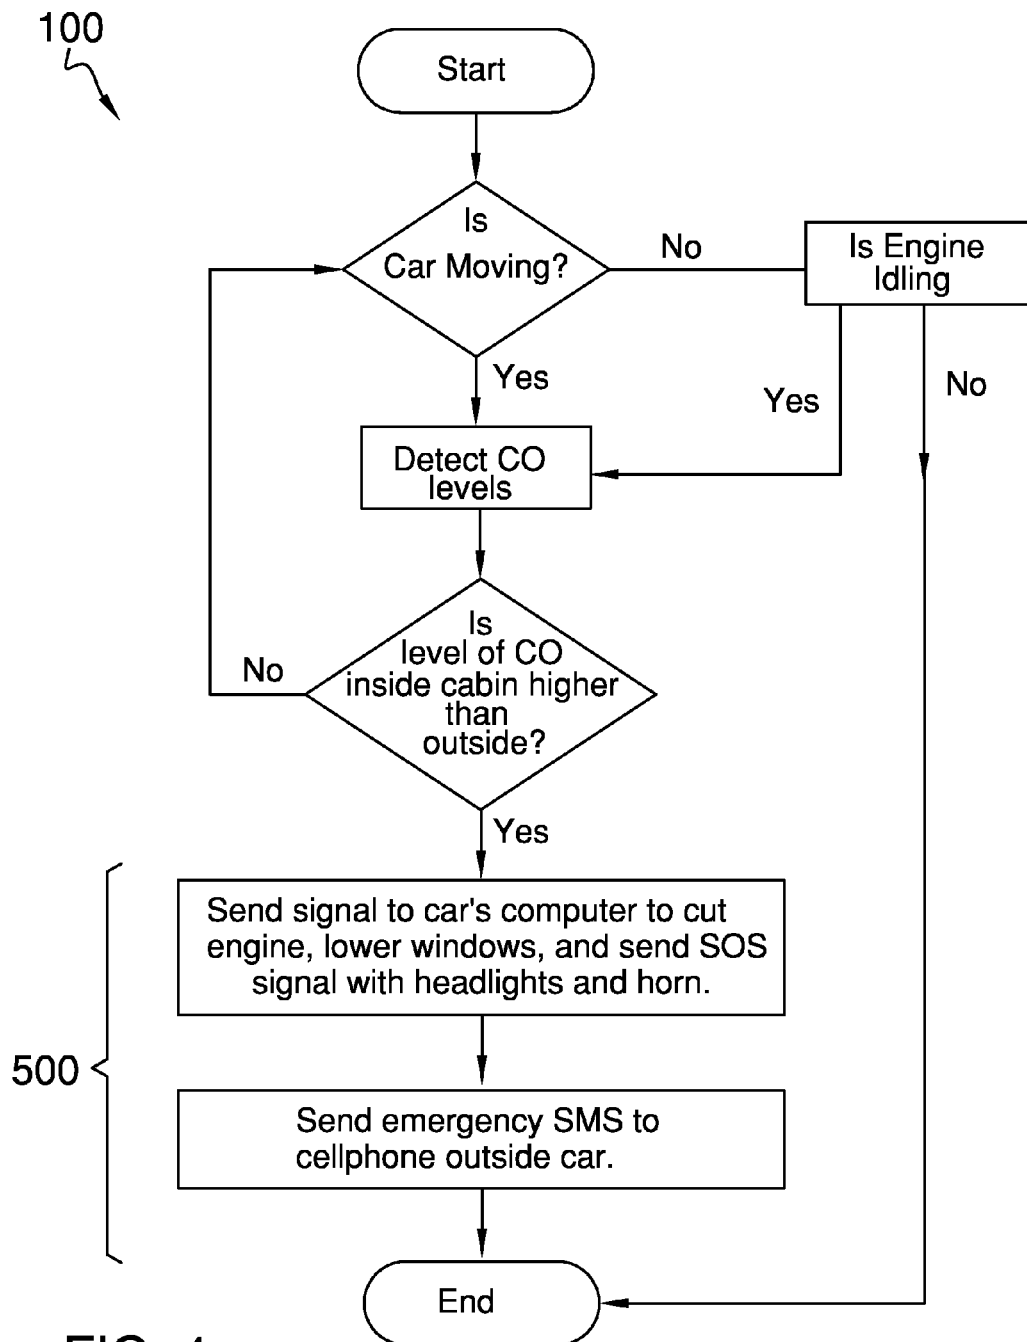 100
Start
Is
Car Moving?
No
Is Engine
Idling
Yes
Yes
No
Detect CO
levels
Is
level of CO
inside cabin higher
than
outside?
No
Yes
Send signal to car's computer to cut
engine, lower windows, and send SOS
signal with headlights and horn.
500
Send emergency SMS to
cellphone outside car.
End